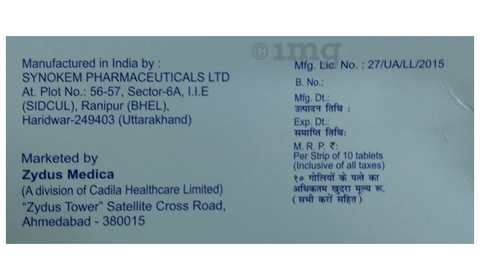 ©1mg
Manufactured in India by :
SYNOKEM PHARMACEUTICALS LTD
At. Plot No.: 56-57, Sector-6A, I.I.E
(SIDCUL), Ranipur (BHEL),
Haridwar-249403 (Uttarakhand)
Marketed by
Zydus Medica
(A division of Cadila Healthcare Limited)
"Zydus Tower" Satellite Cross Road,
Ahmedabad - 380015
Mfg. Lic. No. : 27/UA/LL/2015
B. No.:
Mfg. Dt.:
उत्पादन तिथि :
Exp. Dt.:
समाप्ति तिथि:
M. R. P. ₹:
Per Strip of 10 tablets
(Inclusive of all taxes)
१० गोलियों के पत्ते का
अधिकतम खुदरा मूल्य रू.
( सभी करों सहित )